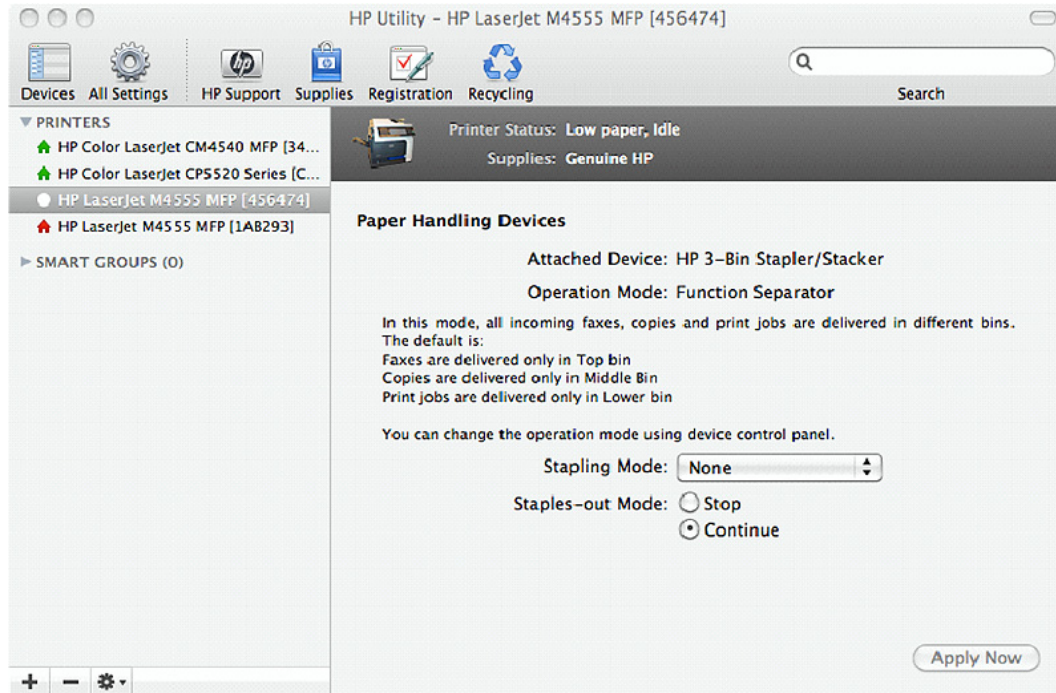 HP Utility – HP LaserJet M4555 MFP [456474]
Devices All Settings HP Support Supplies Registration Recycling Search
PRINTERS
HP Color LaserJet CM4540 MFP [34...
HP Color LaserJet CP5520 Series [C...
HP LaserJet M4555 MFP [456474]
HP LaserJet M4555 MFP [1AB293]
SMART GROUPS (0)
Printer Status: Low paper, Idle
Supplies: Genuine HP
Paper Handling Devices
Attached Device: HP 3-Bin Stapler/Stacker
Operation Mode: Function Separator
In this mode, all incoming faxes, copies and print jobs are delivered in different bins.
The default is:
Faxes are delivered only in Top bin
Copies are delivered only in Middle Bin
Print jobs are delivered only in Lower bin
You can change the operation mode using device control panel.
Stapling Mode: None
Staples-out Mode: Stop
Continue
Apply Now